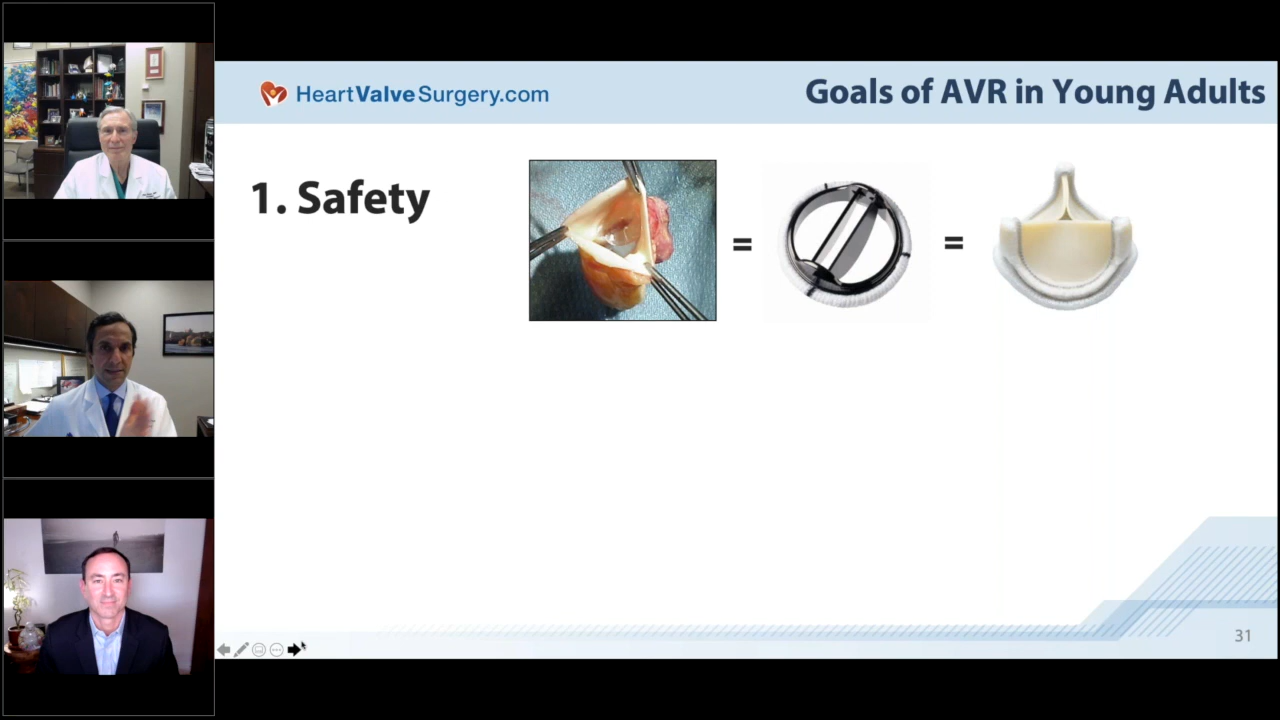 HeartValveSurgery.com
Goals of AVR in Young Adults
1. Safety
= =
31